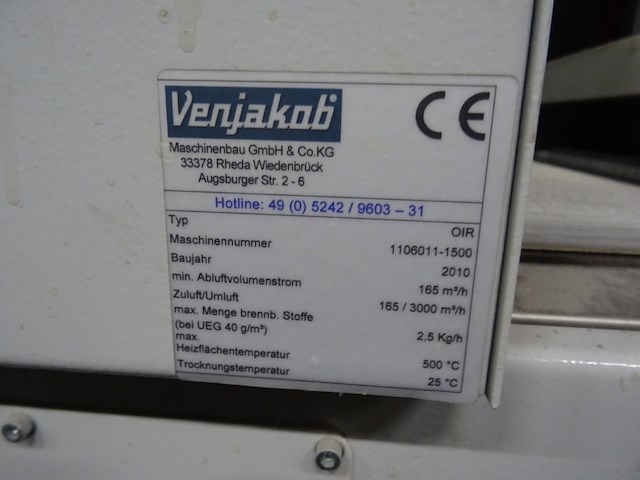 Venjakob
CE
Maschinenbau GmbH & Co.KG
33378 Rheda Wiedenbrück
Augsburger Str. 2 - 6
Hotline: 49 (0) 5242 / 9603 – 31
Typ OIR
Maschinennummer 1106011-1500
Baujahr 2010
min. Abluftvolumenstrom 165 m³/h
Zuluft/Umluft 165 / 3000 m³/h
max. Menge brennb. Stoffe
(bei UEG 40 g/m³) 2,5 Kg/h
max.
Heizflächentemperatur 500 °C
Trocknungstemperatur 25 °C